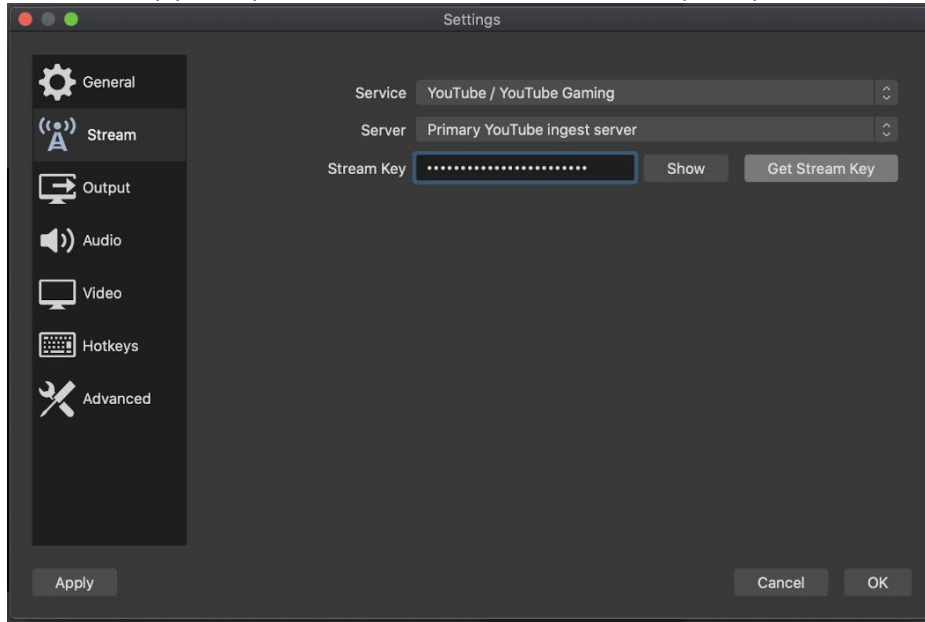 Settings
General
Stream
Output
Audio
Video
Hotkeys
Advanced
Service YouTube / YouTube Gaming
Server Primary YouTube ingest server
Stream Key •••••••••••••••••••••••• Show Get Stream Key
Apply Cancel OK